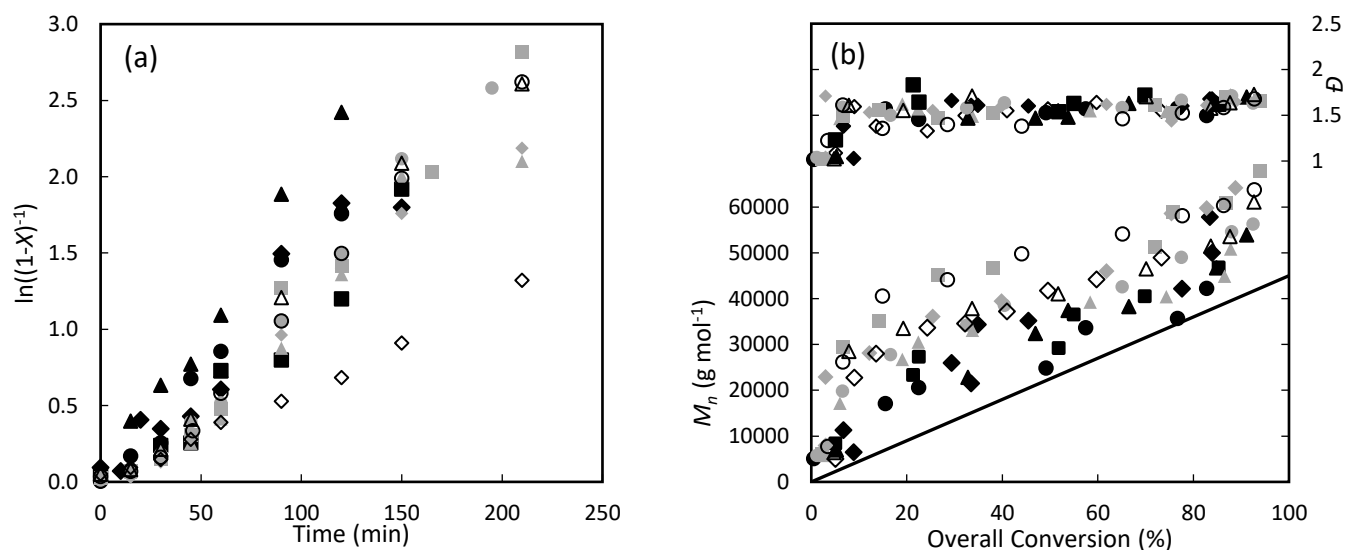 (a)
ln((1-X)⁻¹)
3.0
2.5
2.0
1.5
1.0
0.5
0.0
0 50 100 150 200 250
Time (min)
(b)
Mₙ (g mol⁻¹)
60000
50000
40000
30000
20000
10000
0
2.5
2
1.5
1
Đ
0 20 40 60 80 100
Overall Conversion (%)